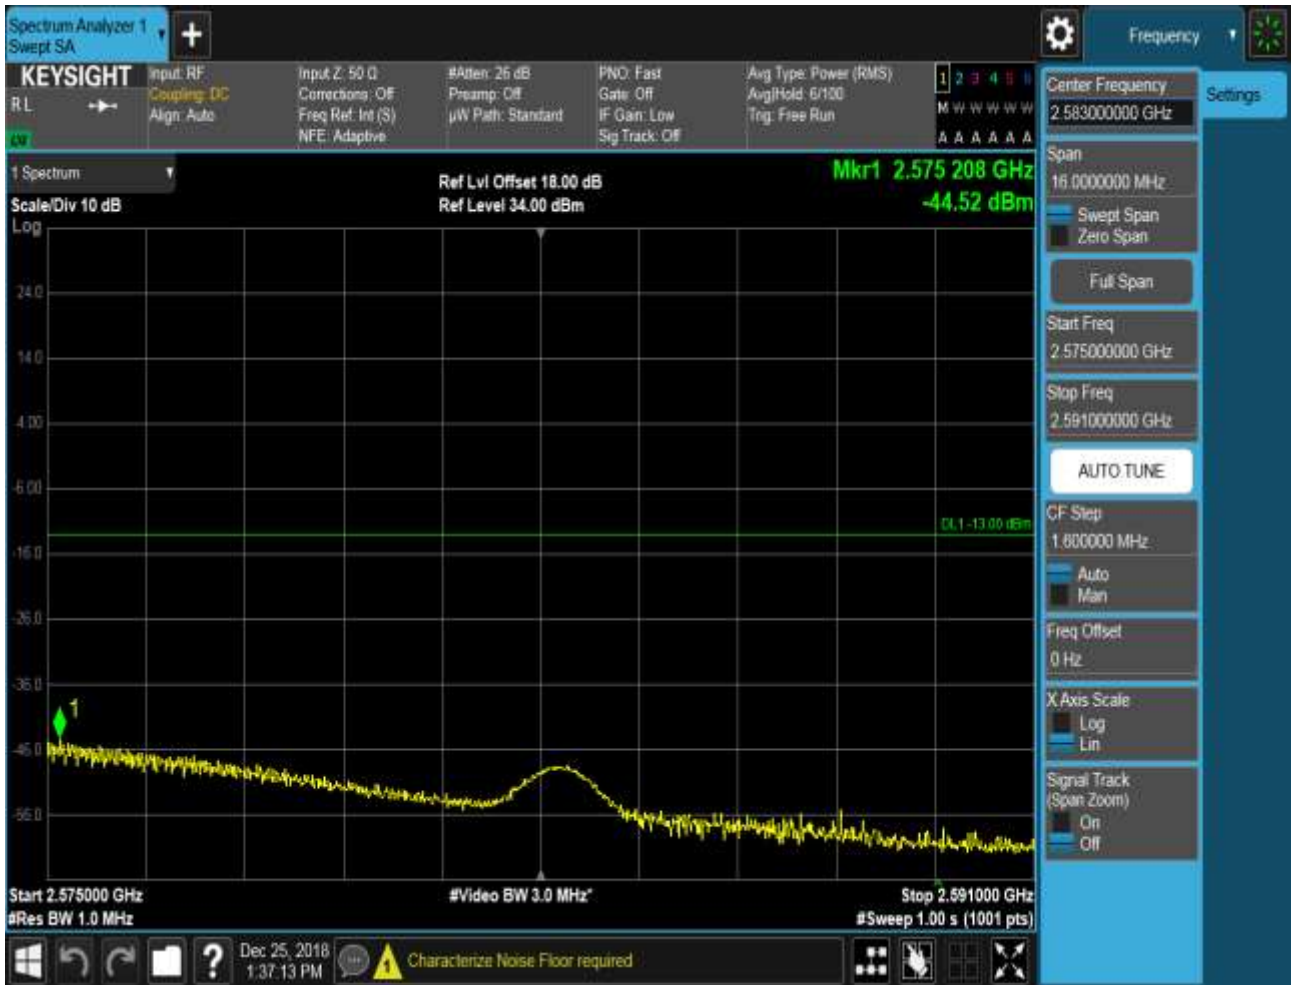 Spectrum Analyzer 1
Swept SA
+
Frequency
KEYSIGHT
RL
Input: RF
Coupling: DC
Align: Auto
Input Z: 50 Ω
Corrections: Off
Freq Ref: Int (S)
NFE: Adaptive
#Atten: 26 dB
Preamp: Off
µW Path: Standard
PNO: Fast
Gate: Off
IF Gain: Low
Sig Track: Off
Avg Type: Power (RMS)
Avg|Hold: 6/100
Trig: Free Run
1 2 3 4 5 6
M W W W W W
A A A A A A
Center Frequency
2.583000000 GHz
Settings
Span
16.0000000 MHz
Swept Span
Zero Span
Full Span
Start Freq
2.575000000 GHz
Stop Freq
2.591000000 GHz
AUTO TUNE
CF Step
1.600000 MHz
Auto
Man
Freq Offset
0 Hz
X Axis Scale
Log
Lin
Signal Track
(Span Zoom)
On
Off
1 Spectrum
Scale/Div 10 dB
Log
Ref Lvl Offset 18.00 dB
Ref Level 34.00 dBm
Mkr1 2.575 208 GHz
-44.52 dBm
24.0
14.0
4.00
-6.00
DL1 -13.00 dBm
-16.0
-26.0
-36.0
1
-46.0
-56.0
Start 2.575000 GHz
#Video BW 3.0 MHz*
Stop 2.591000 GHz
#Res BW 1.0 MHz
#Sweep 1.00 s (1001 pts)
?
Dec 25, 2018
1:37:13 PM
Characterize Noise Floor required